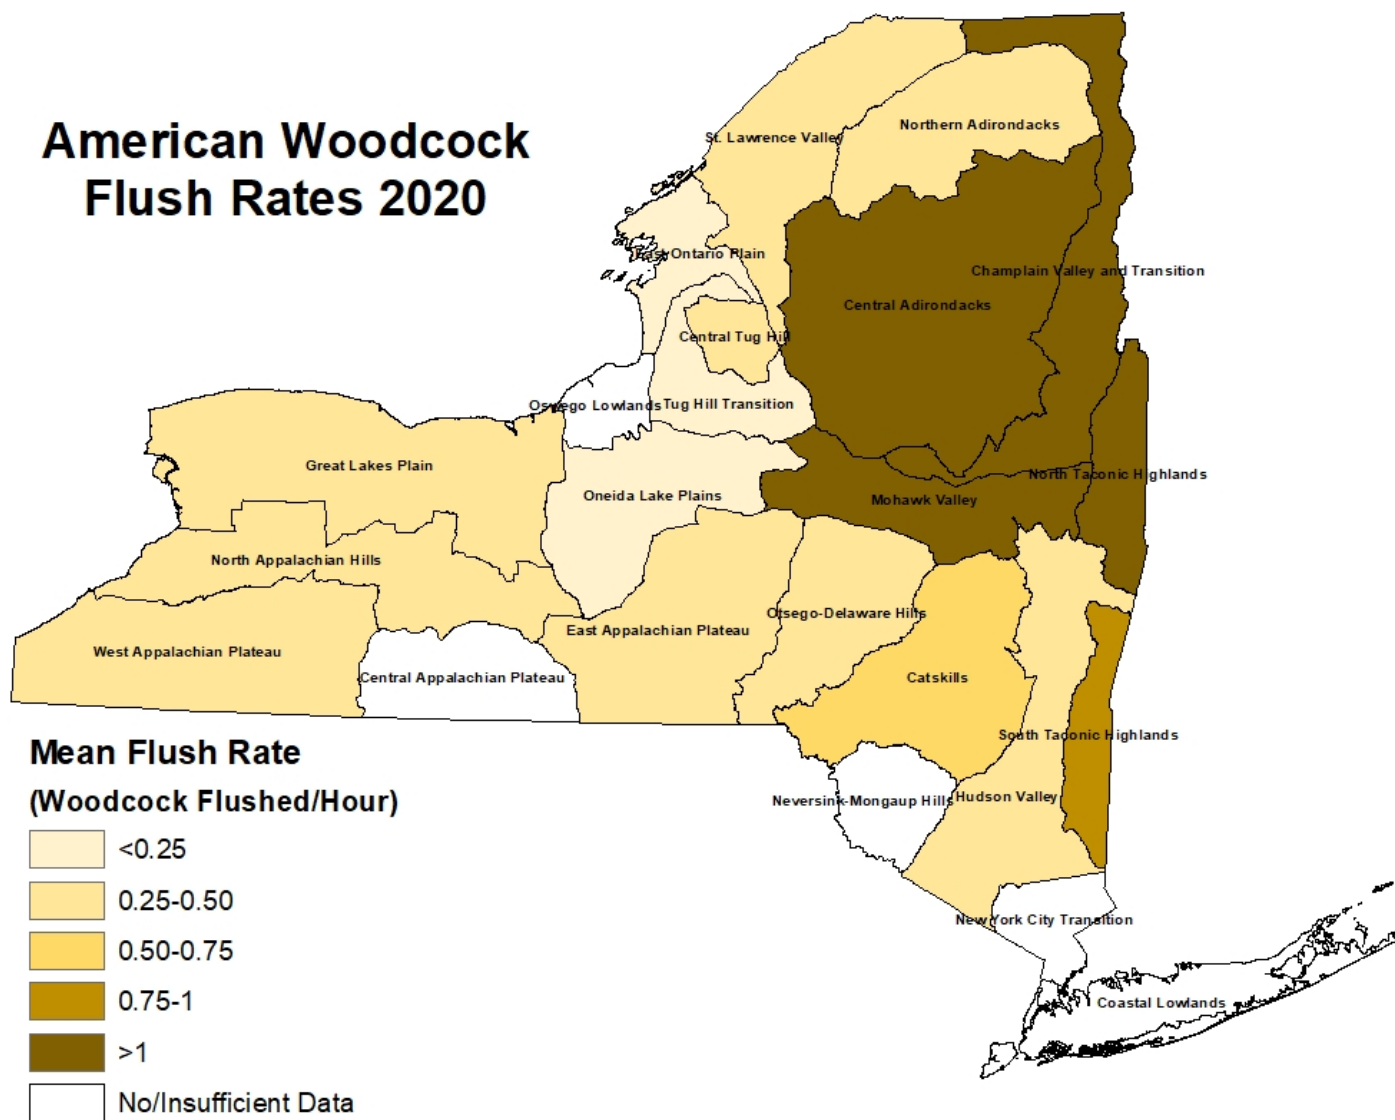 American Woodcock
Flush Rates 2020
St. Lawrence Valley
Northern Adirondacks
East Ontario Plain
Champlain Valley and Transition
Central Adirondacks
Central Tug Hill
Oswego Lowlands
Tug Hill Transition
Great Lakes Plain
North Taconic Highlands
Oneida Lake Plains
Mohawk Valley
North Appalachian Hills
Otsego-Delaware Hills
East Appalachian Plateau
West Appalachian Plateau
Central Appalachian Plateau
Catskills
South Taconic Highlands
Neversink-Mongaup Hills
Hudson Valley
New York City Transition
Coastal Lowlands
Mean Flush Rate
(Woodcock Flushed/Hour)
<0.25
0.25-0.50
0.50-0.75
0.75-1
>1
No/Insufficient Data